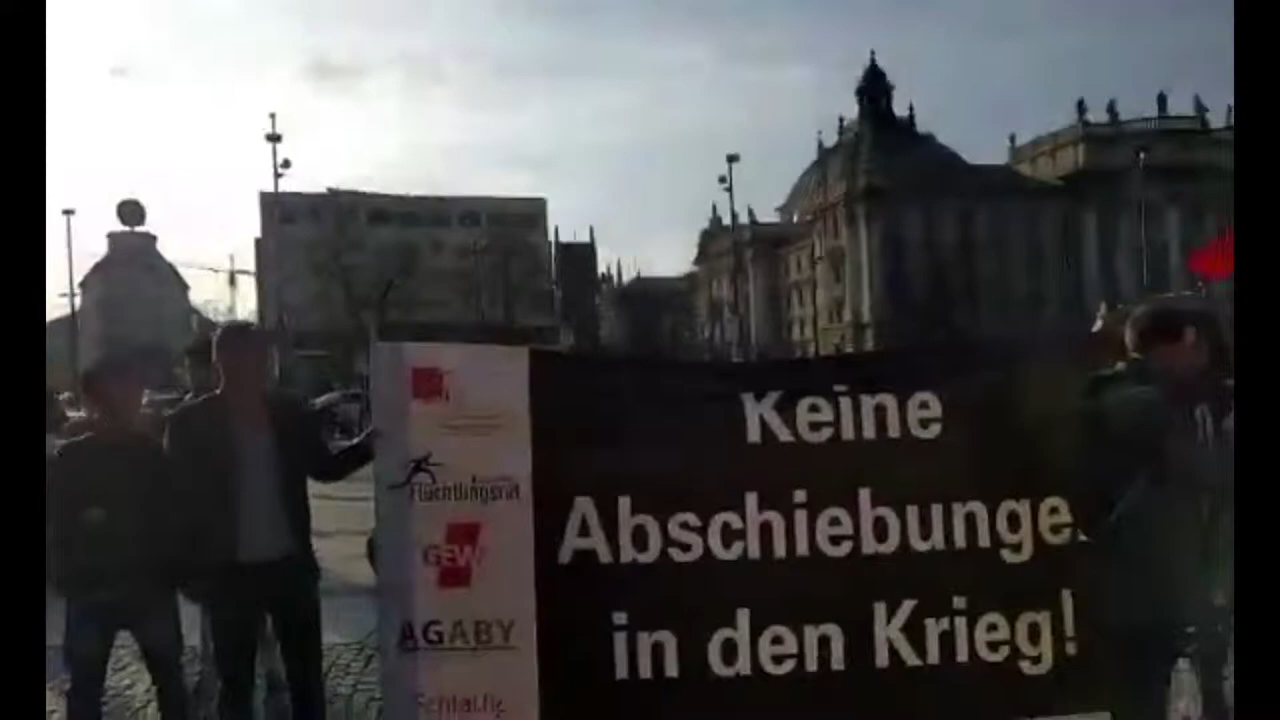 Flüchtlingsrat
GEW
AGABY
Keine
Abschiebunge
in den Krieg!